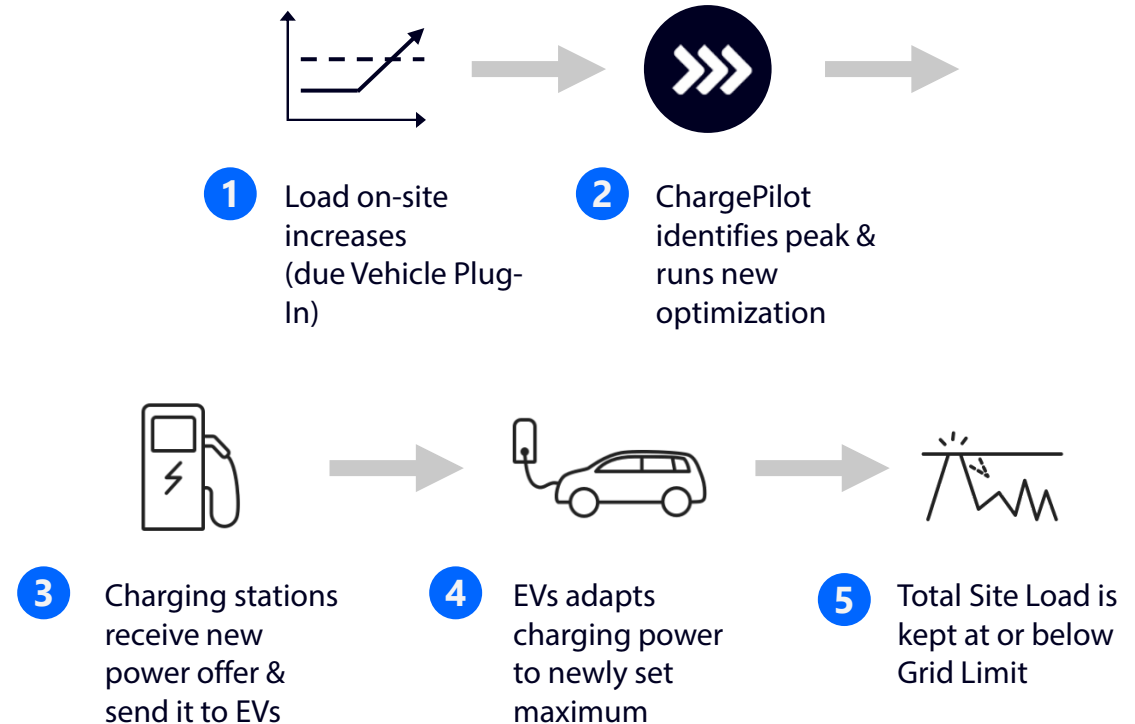 1
Load on-site
increases
(due Vehicle Plug-
In)
2
ChargePilot
identifies peak &
runs new
optimization
3
Charging stations
receive new
power offer &
send it to EVs
4
EVs adapts
charging power
to newly set
maximum
5
Total Site Load is
kept at or below
Grid Limit